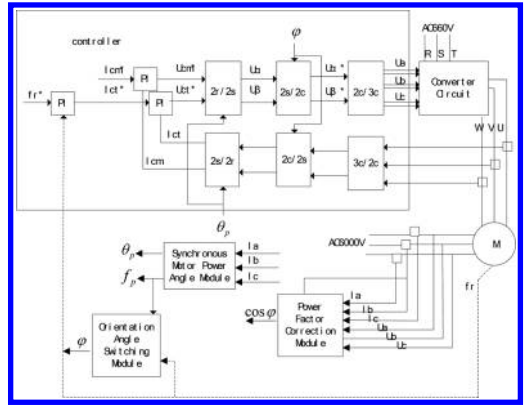 controller
φ
AC660V
R S T
Icm1
Ucm1
Uα
Uα*
Ua
Ub
Uc
fr*
PI
Ict*
PI
PI
Uct*
Uβ
Uβ*
2r/2s
2s/2c
2c/3c
Converter
Circuit
W V U
Ict
Icm
2s/2r
2c/2s
3c/2c
θp
AC6000V
M
fr
θp
fp
Synchronous
Motor Power
Angle Module
Ia
Ib
Ic
cosφ
Power
Factor
Correction
Module
Ia
Ib
Ic
Ua
Ub
Uc
φ
Orientation
Angle
Switching
Module